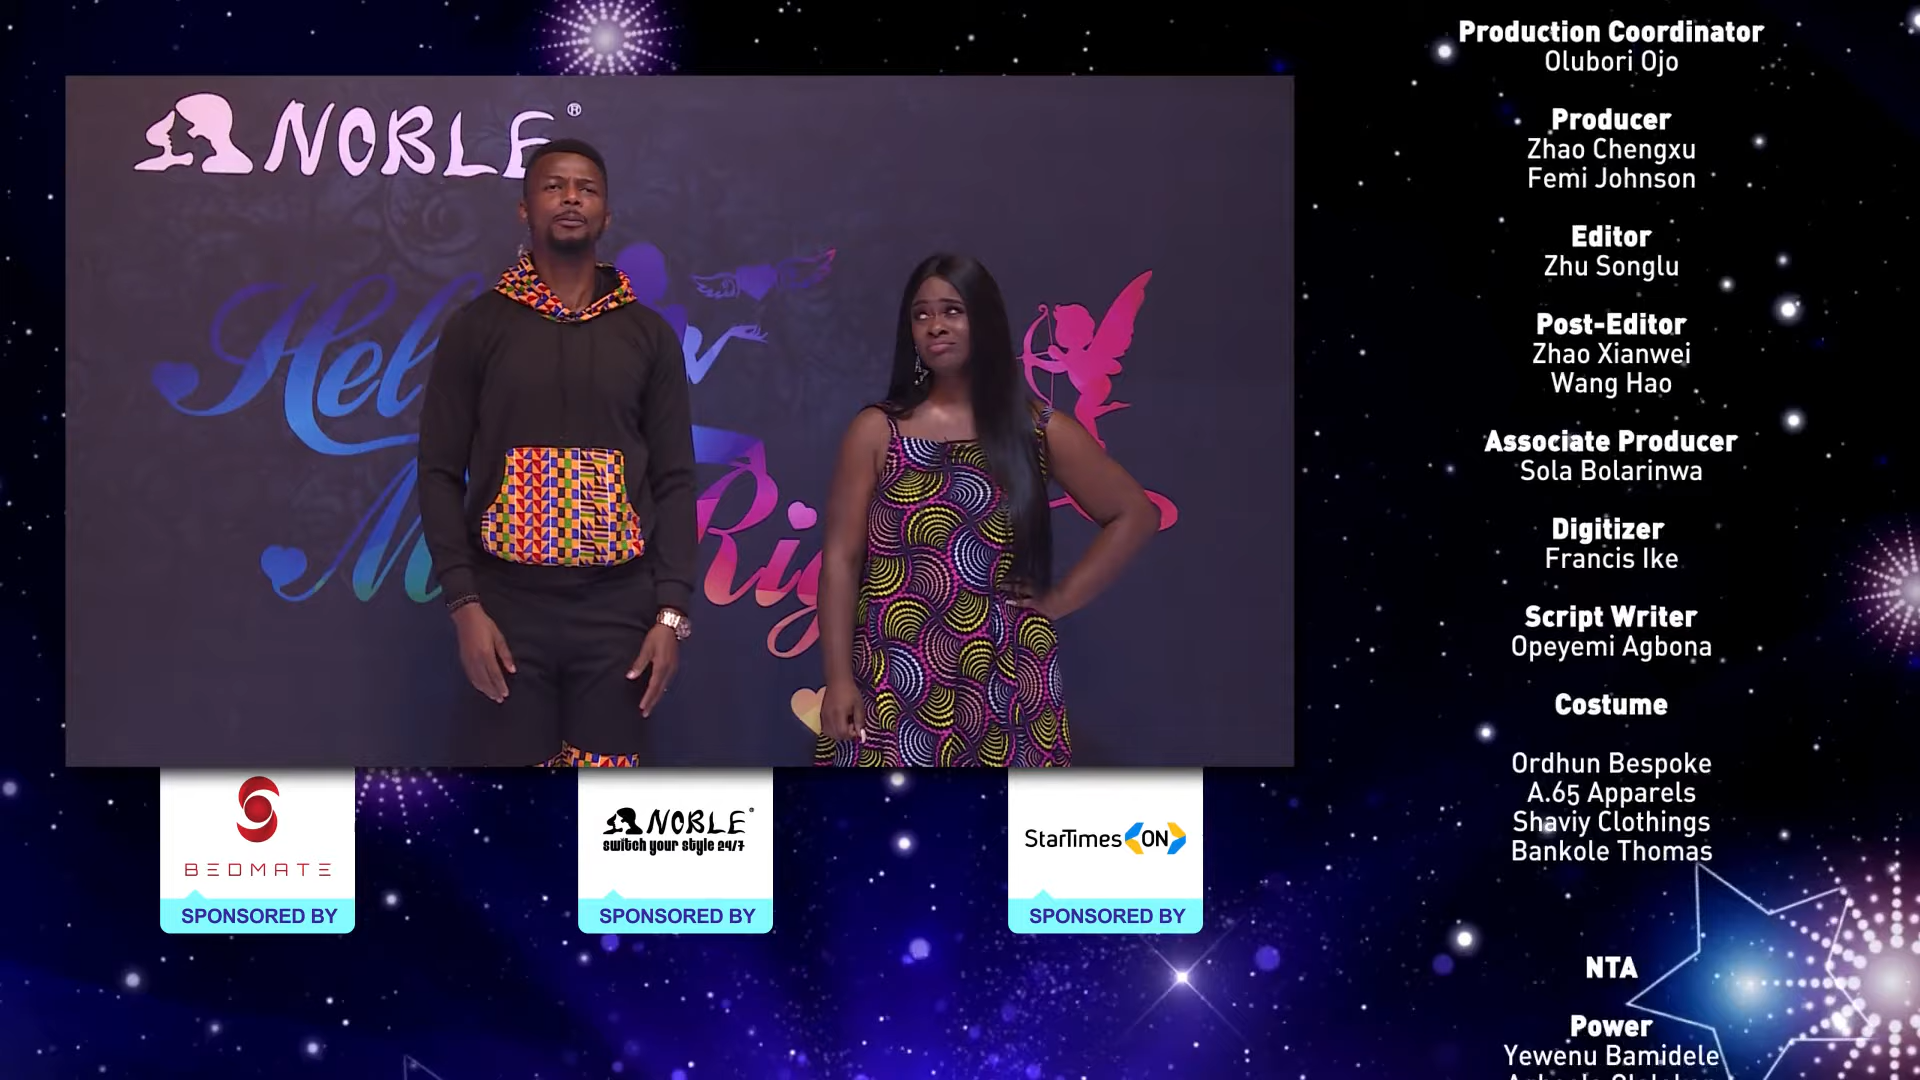 NOBLE®
Production Coordinator
Olubori Ojo
Producer
Zhao Chengxu
Femi Johnson
Editor
Zhu Songlu
Post-Editor
Zhao Xianwei
Wang Hao
Associate Producer
Sola Bolarinwa
Digitizer
Francis Ike
Script Writer
Opeyemi Agbona
Costume
Ordhun Bespoke
A.65 Apparels
Shaviy Clothings
Bankole Thomas
NTA
Power
Yewenu Bamidele
BEDMATE
SPONSORED BY
NOBLE®
switch your style 24/7
SPONSORED BY
StarTimes ON
SPONSORED BY